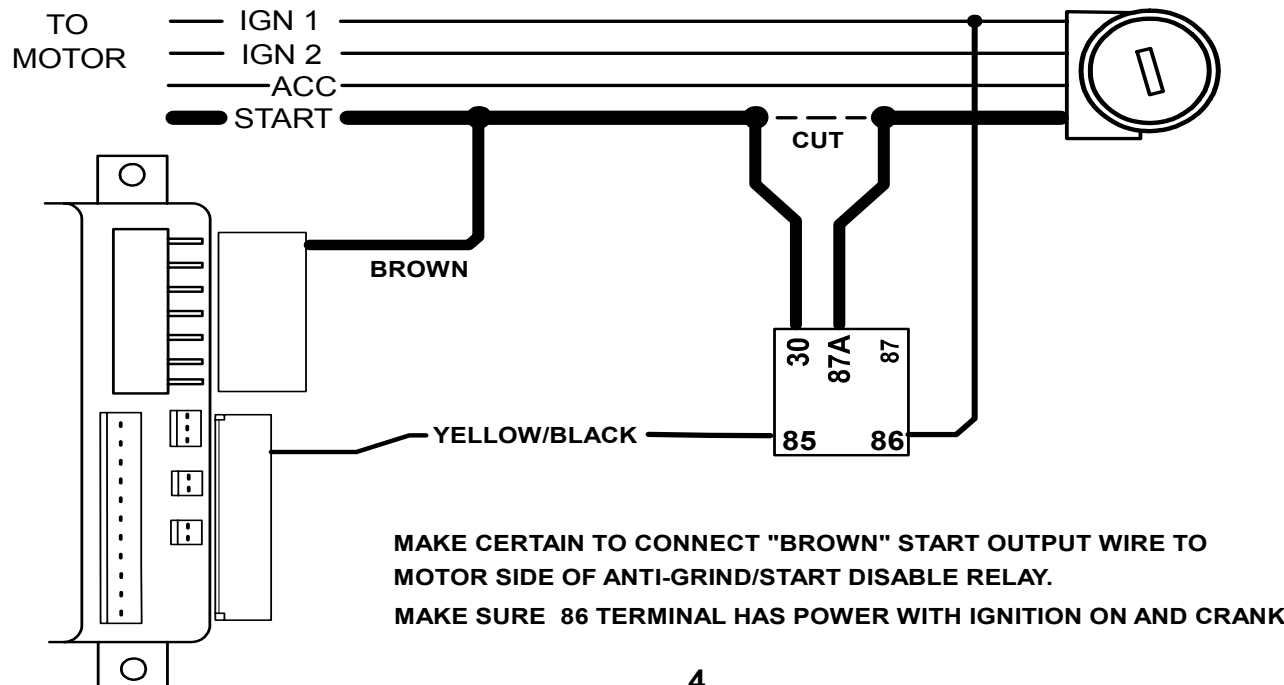 TO
MOTOR
IGN 1
IGN 2
ACC
START
CUT
BROWN
30
87A
87
YELLOW/BLACK
85
86
MAKE CERTAIN TO CONNECT "BROWN" START OUTPUT WIRE TO
MOTOR SIDE OF ANTI-GRIND/START DISABLE RELAY.
MAKE SURE 86 TERMINAL HAS POWER WITH IGNITION ON AND CRANK
4